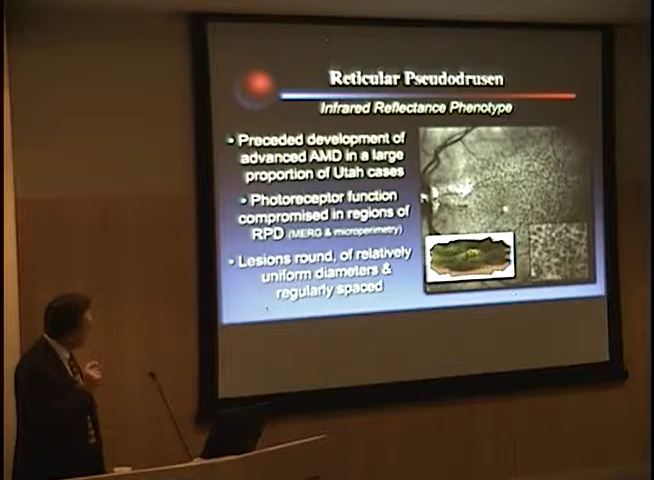 Reticular Pseudodrusen
Infrared Reflectance Phenotype
• Preceded development of
advanced AMD in a large
proportion of Utah cases
• Photoreceptor function
compromised in regions of
RPD (MERG & microperimetry)
• Lesions round, of relatively
uniform diameters &
regularly spaced